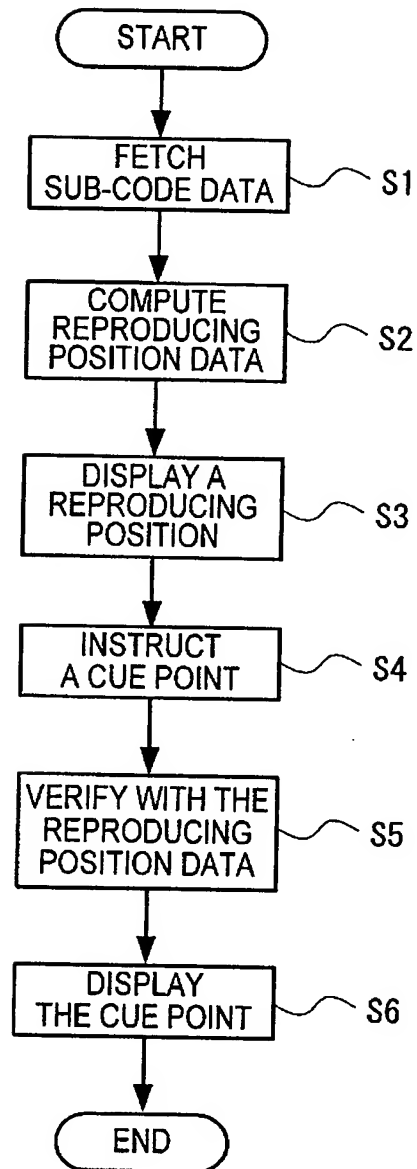 START
FETCH
SUB-CODE DATA
S1
COMPUTE
REPRODUCING
POSITION DATA
S2
DISPLAY A
REPRODUCING
POSITION
S3
INSTRUCT
A CUE POINT
S4
VERIFY WITH THE
REPRODUCING
POSITION DATA
S5
DISPLAY
THE CUE POINT
S6
END